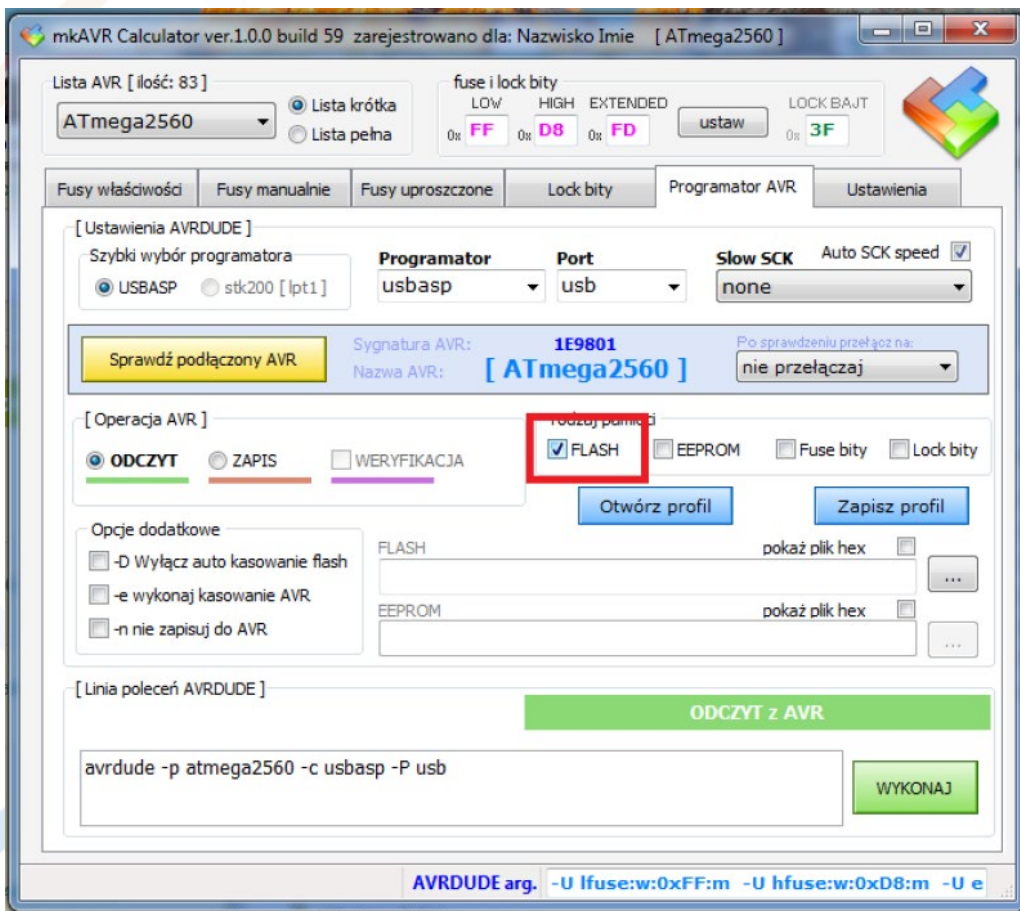 mkAVR Calculator ver.1.0.0 build 59 zarejestrowano dla: Nazwisko Imie [ ATmega2560 ]
Lista AVR [ ilość: 83 ]
ATmega2560
Lista krótka
Lista pełna
fuse i lock bity
LOW HIGH EXTENDED LOCK BAJT
0x FF 0x D8 0x FD ustaw 0x 3F
Fusy właściwości Fusy manualnie Fusy uproszczone Lock bity Programator AVR Ustawienia
[ Ustawienia AVRDUDE ]
Szybki wybór programatora
USBASP stk200 [ lpt1 ]
Programator Port Slow SCK Auto SCK speed
usbasp usb none
Sprawdź podłączony AVR
Sygnatura AVR: 1E9801
Nazwa AVR: [ ATmega2560 ]
Po sprawdzeniu przełącz na:
nie przełączaj
[ Operacja AVR ]
ODCZYT ZAPIS WERYFIKACJA
rodzaj pamięci
FLASH EEPROM Fuse bity Lock bity
Otwórz profil Zapisz profil
Opcje dodatkowe
-D Wyłącz auto kasowanie flash
-e wykonaj kasowanie AVR
-n nie zapisuj do AVR
FLASH pokaż plik hex
...
EEPROM pokaż plik hex
...
[ Linia poleceń AVRDUDE ]
ODCZYT z AVR
avrdude -p atmega2560 -c usbasp -P usb
WYKONAJ
AVRDUDE arg. -U lfuse:w:0xFF:m -U hfuse:w:0xD8:m -U e